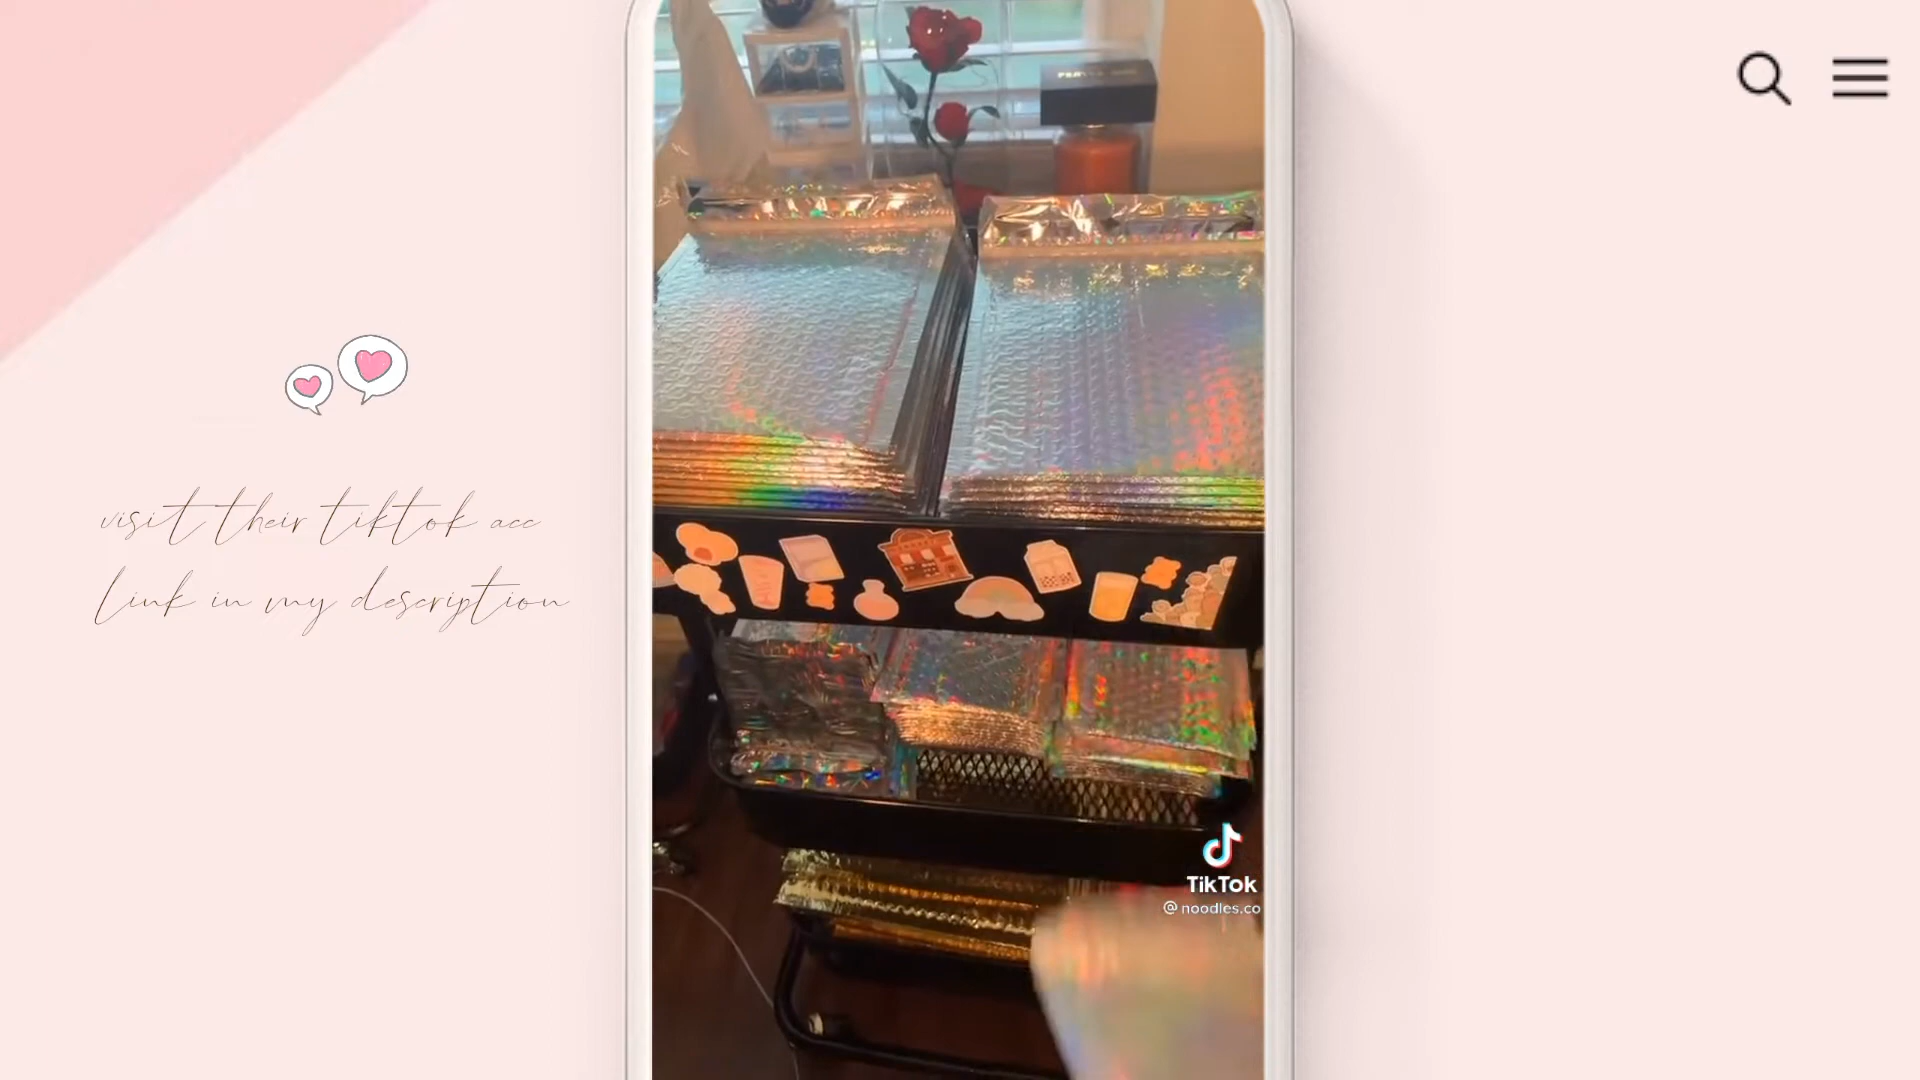 visit their tiktok acc
link in my description
TikTok
@ noodles.co